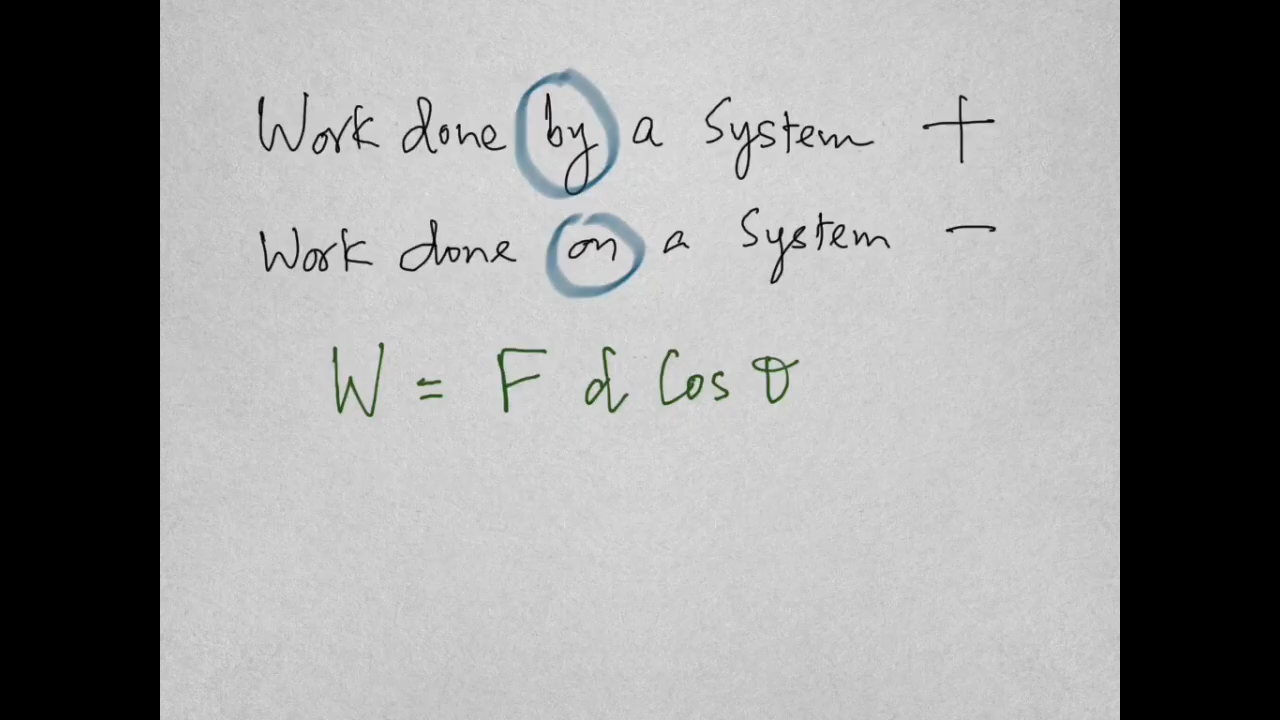 Work done by a System +
Work done on a System −
W = F d Cos θ